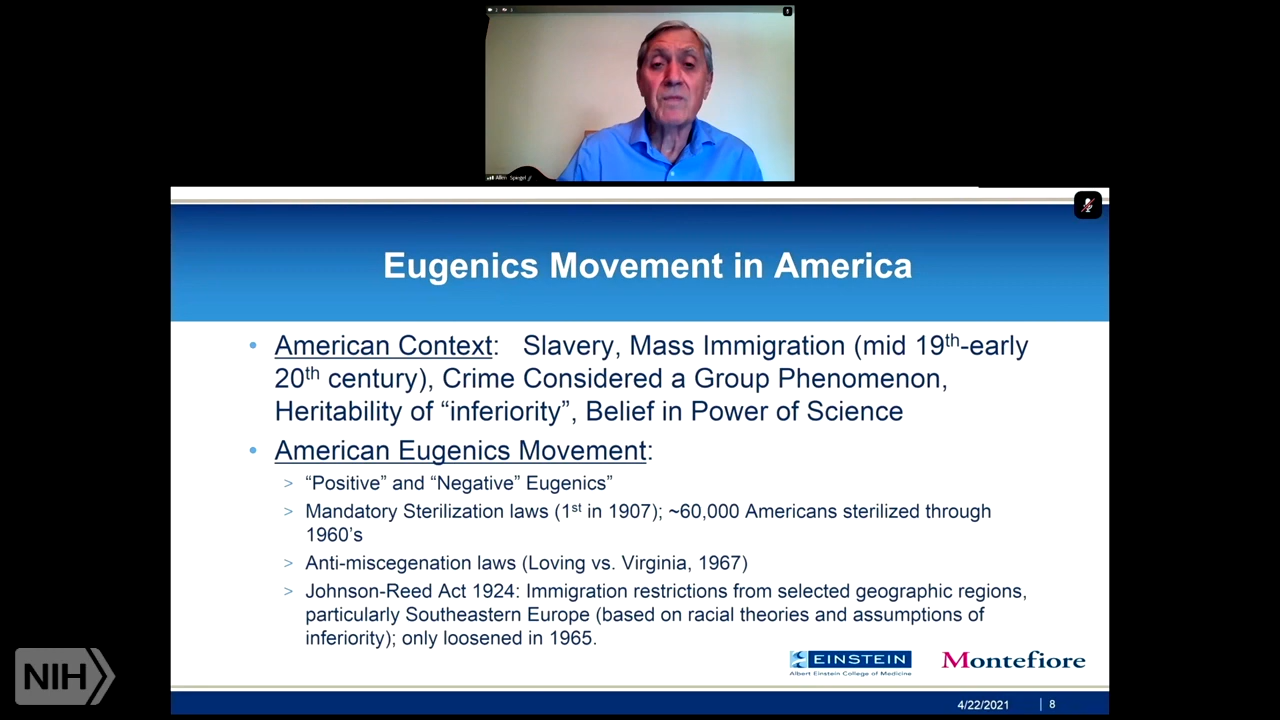 Allen Spiegel
Eugenics Movement in America
• American Context: Slavery, Mass Immigration (mid 19th-early
20th century), Crime Considered a Group Phenomenon,
Heritability of “inferiority”, Belief in Power of Science
• American Eugenics Movement:
> “Positive” and “Negative” Eugenics”
> Mandatory Sterilization laws (1st in 1907); ~60,000 Americans sterilized through
1960’s
> Anti-miscegenation laws (Loving vs. Virginia, 1967)
> Johnson-Reed Act 1924: Immigration restrictions from selected geographic regions,
particularly Southeastern Europe (based on racial theories and assumptions of
inferiority); only loosened in 1965.
EINSTEIN
Albert Einstein College of Medicine
Montefiore
NIH
4/22/2021 | 8